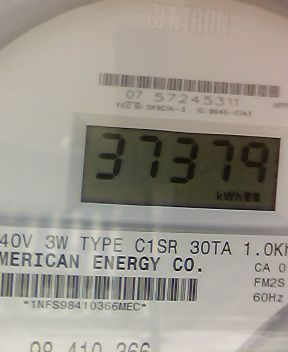 CENTRON
07 57245311
37379
kWh
40V 3W TYPE C1SR 30TA 1.0Kh
MERICAN ENERGY CO.
CA 0
FM2S
60Hz
*1NFS98410366MEC*
98 410 366